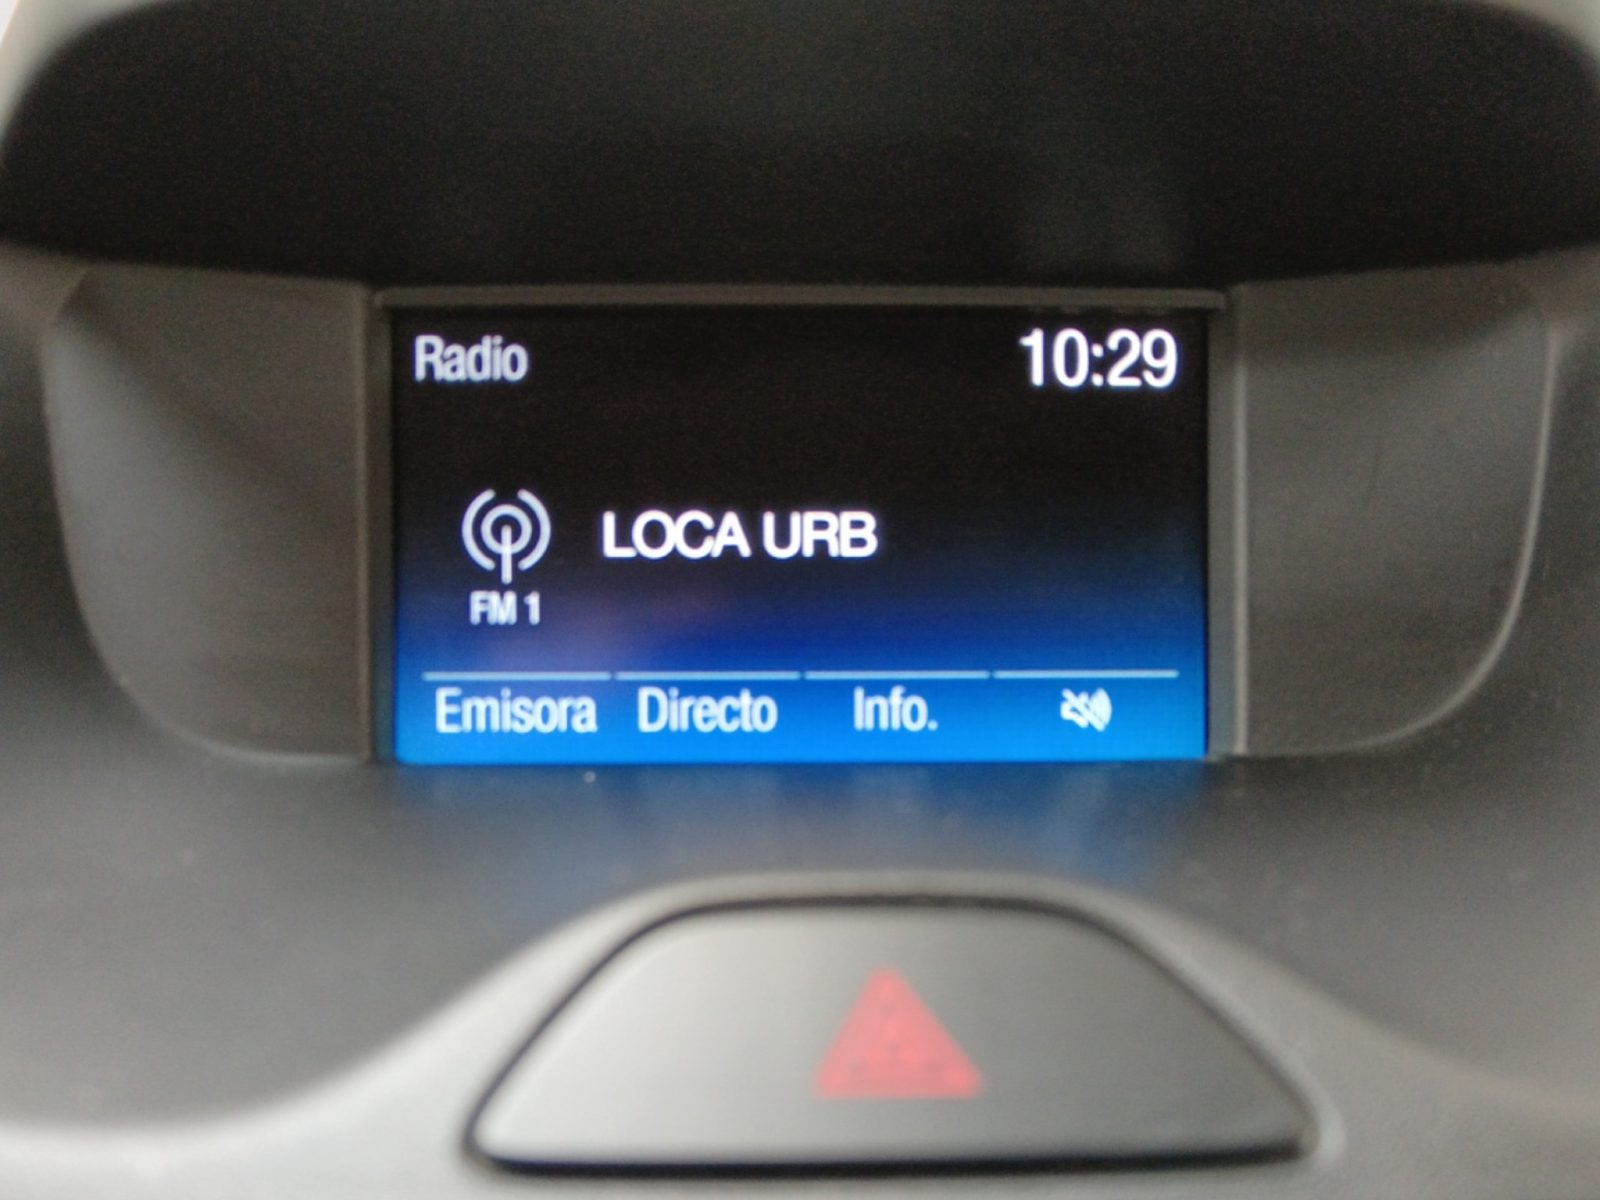 Radio 10:29
LOCA URB
FM 1
Emisora Directo Info.